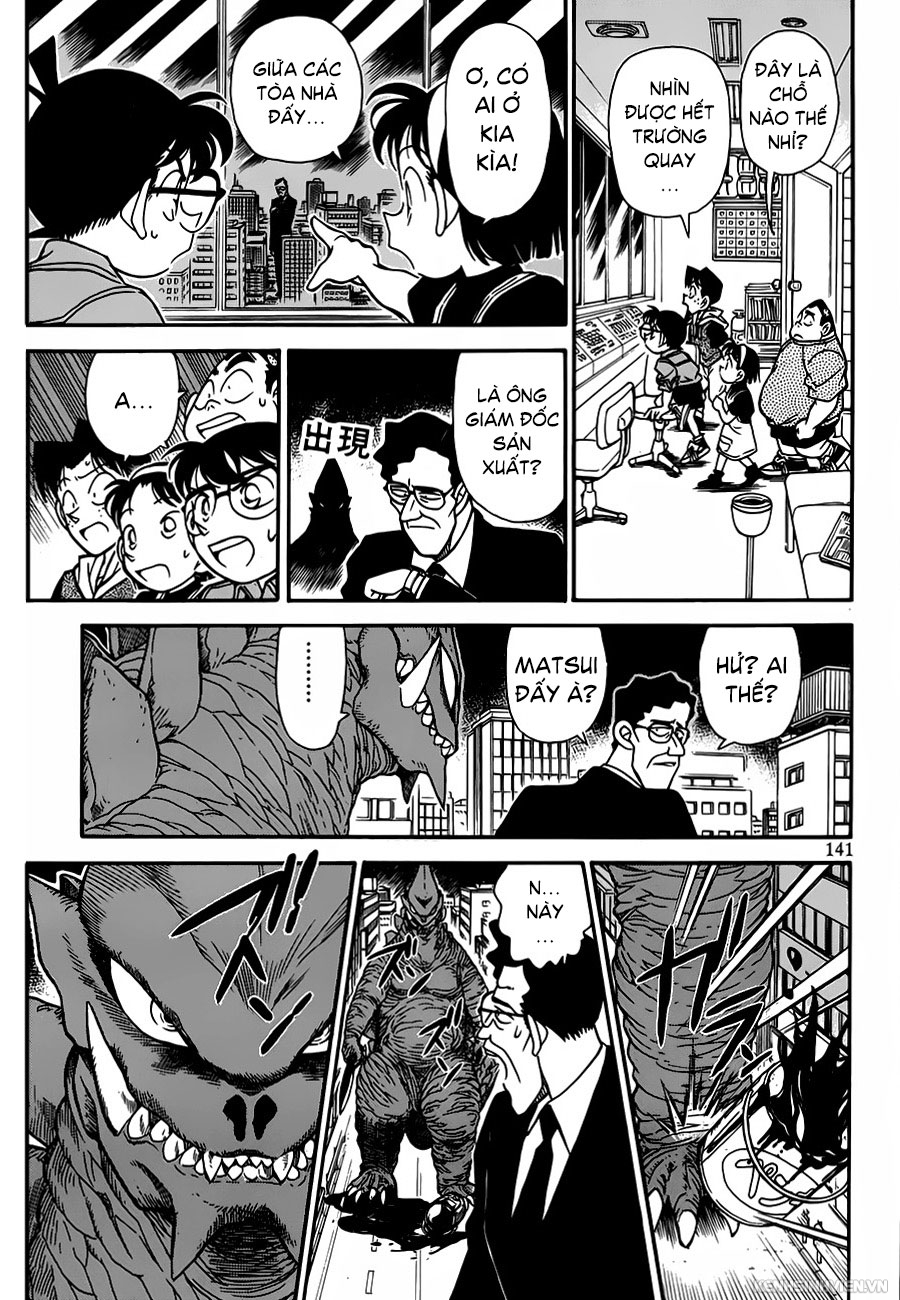 ĐÂY LÀ
CHỖ
NÀO THẾ
NHỈ?
NHÌN
ĐƯỢC HẾT
TRƯỜNG
QUAY
...
Ơ, CÓ
AI Ở
KIA
KÌA!
GIỮA CÁC
TÒA NHÀ
ĐẤY...
LÀ ÔNG
GIÁM ĐỐC
SẢN
XUẤT?
出現
A...
HỬ? AI
THẾ?
MATSUI
ĐẤY À?
........
141
N...
NÀY
...